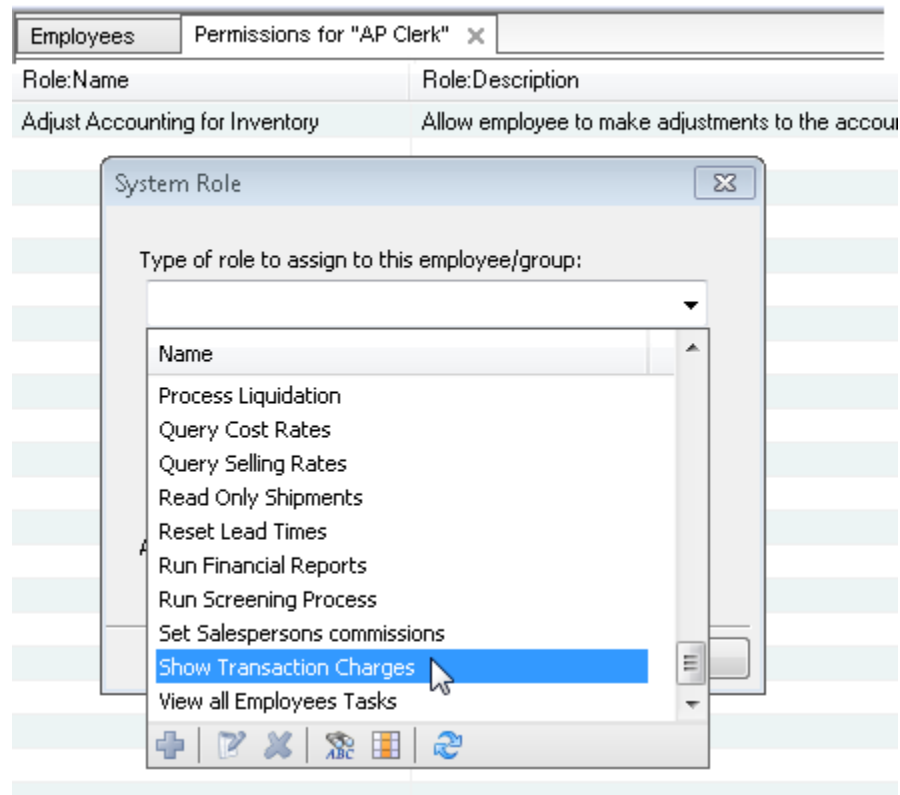 Employees
Permissions for "AP Clerk"
Role:Name
Role:Description
Adjust Accounting for Inventory
Allow employee to make adjustments to the
System Role
Type of role to assign to this employee/group:
Name
Process Liquidation
Query Cost Rates
Query Selling Rates
Read Only Shipments
Reset Lead Times
Run Financial Reports
Run Screening Process
Set Salespersons commissions
Show Transaction Charges
View all Employees Tasks
ABC